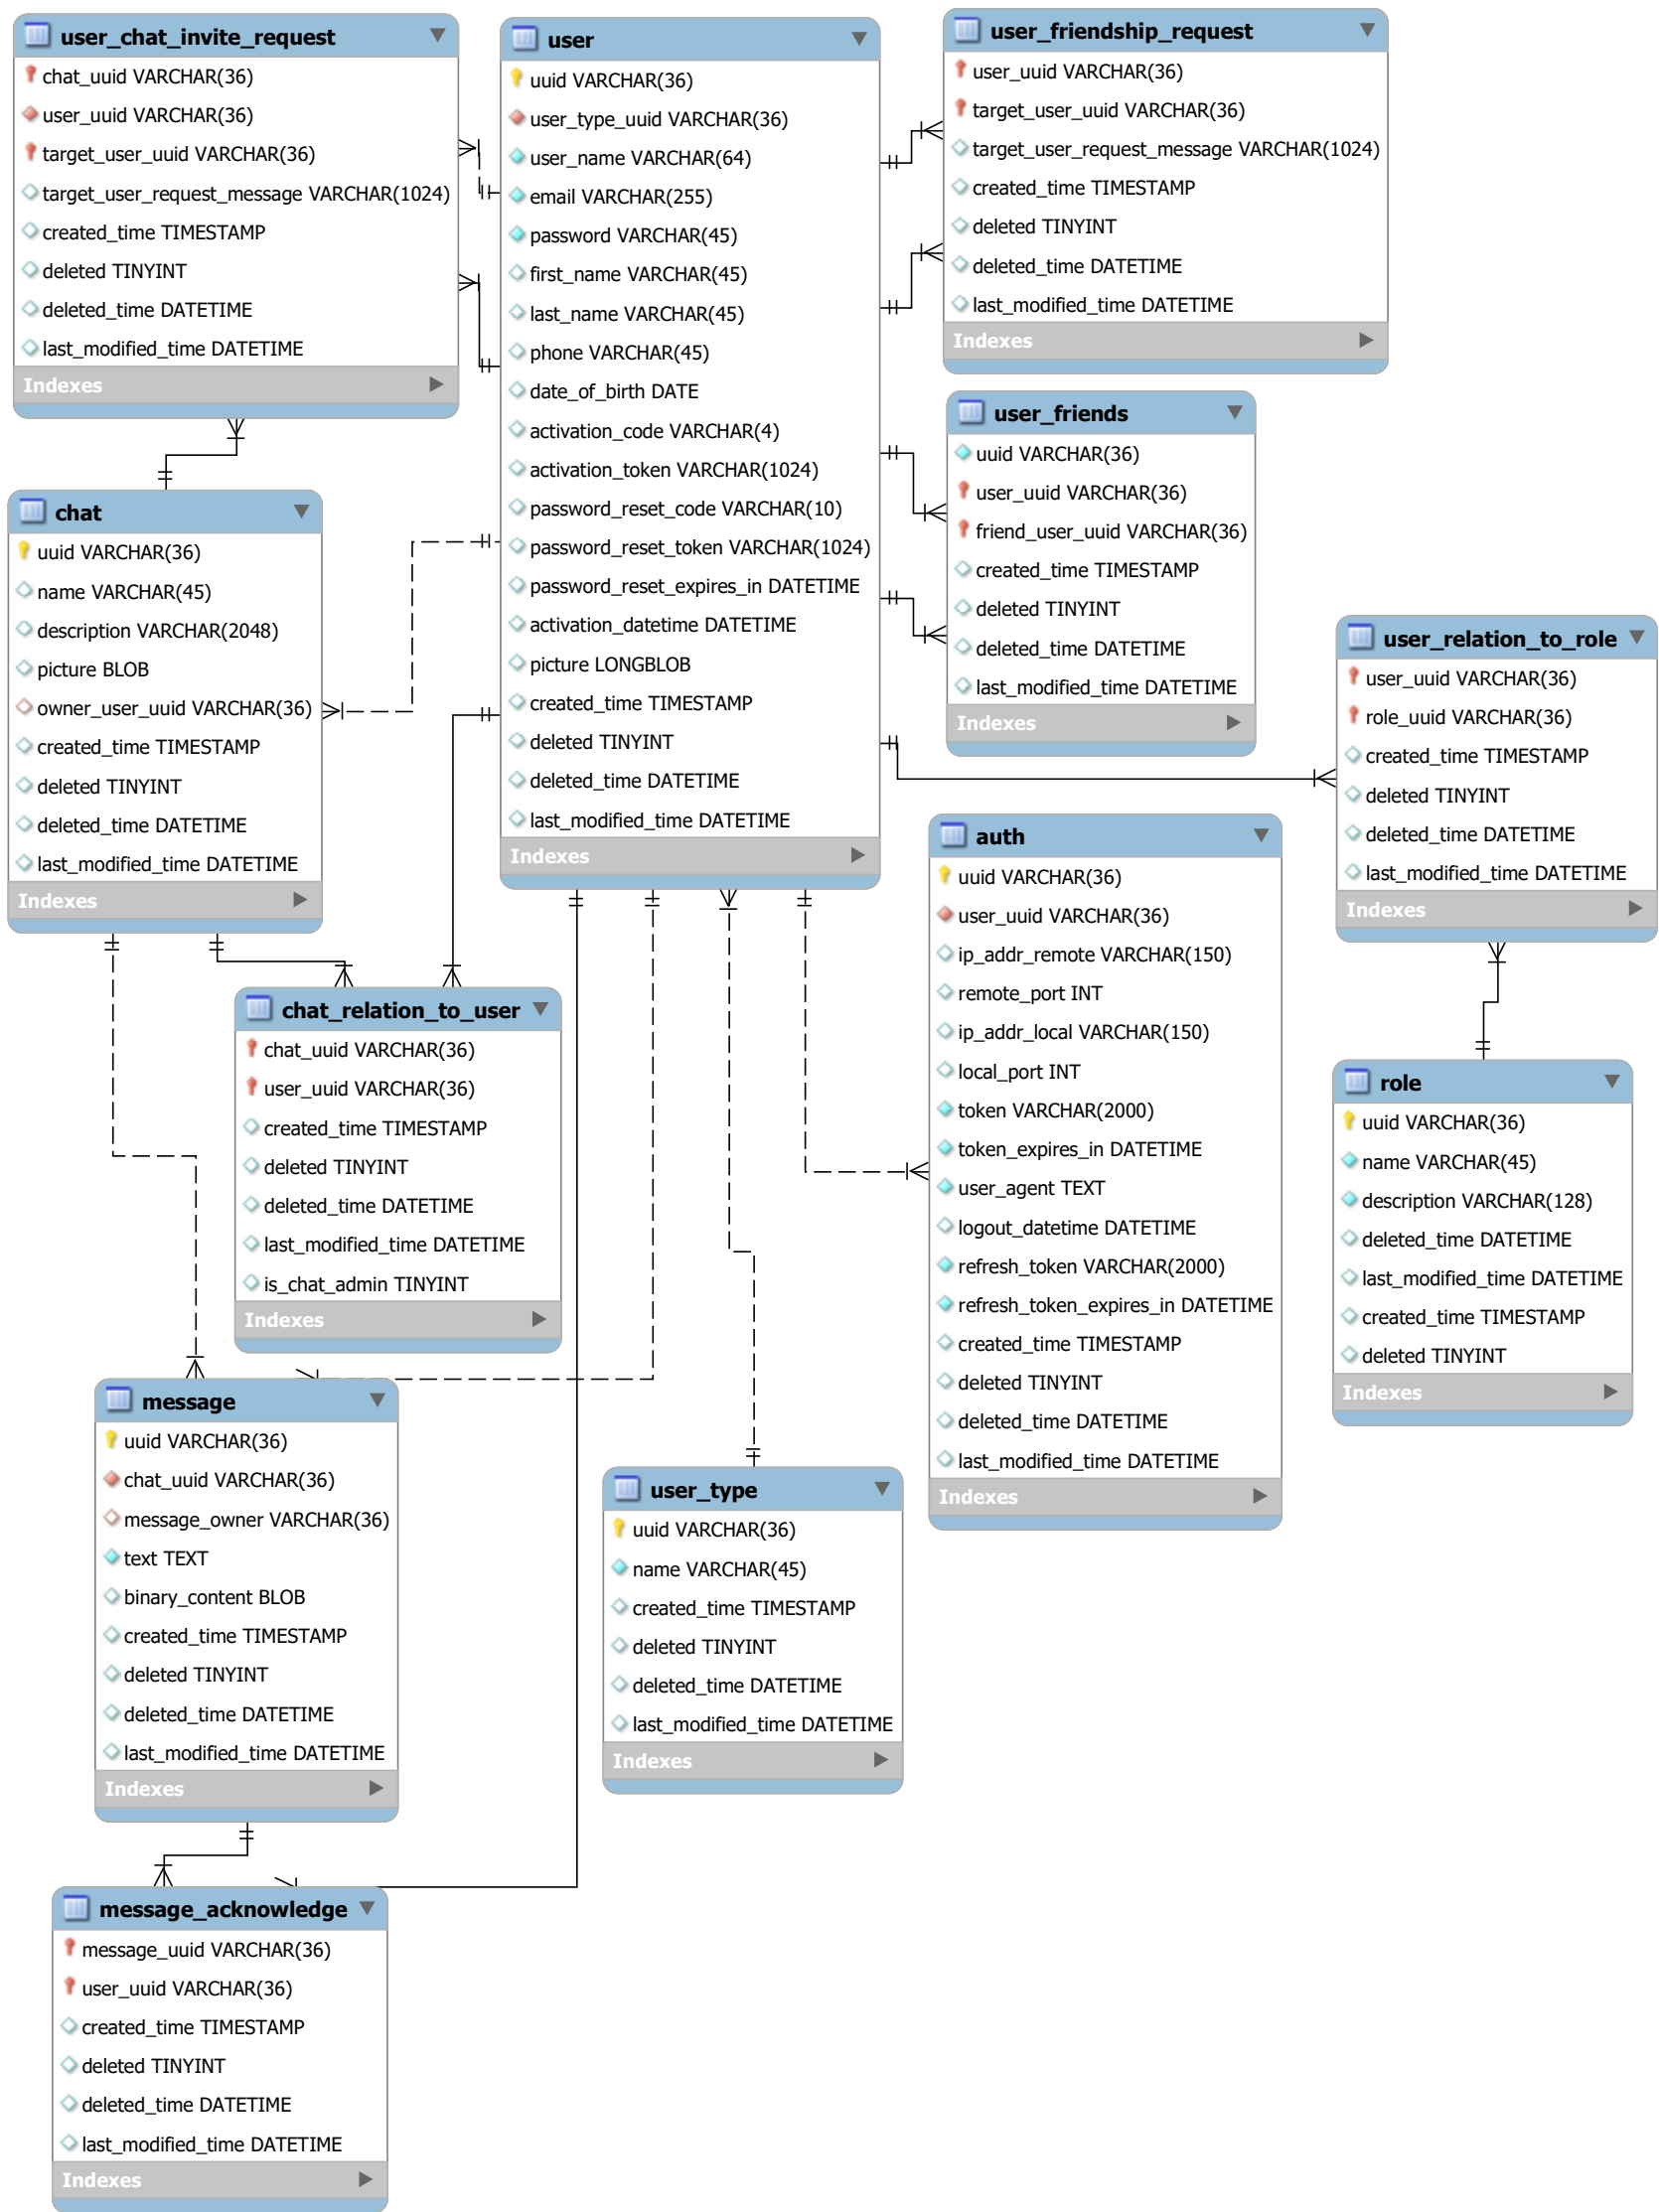 user_chat_invite_request
chat_uuid VARCHAR(36)
user_uuid VARCHAR(36)
target_user_uuid VARCHAR(36)
target_user_request_message VARCHAR(1024)
created_time TIMESTAMP
deleted TINYINT
deleted_time DATETIME
last_modified_time DATETIME
Indexes
user
uuid VARCHAR(36)
user_type_uuid VARCHAR(36)
user_name VARCHAR(64)
email VARCHAR(255)
password VARCHAR(45)
first_name VARCHAR(45)
last_name VARCHAR(45)
phone VARCHAR(45)
date_of_birth DATE
activation_code VARCHAR(4)
activation_token VARCHAR(1024)
password_reset_code VARCHAR(10)
password_reset_token VARCHAR(1024)
password_reset_expires_in DATETIME
activation_datetime DATETIME
picture LONGBLOB
created_time TIMESTAMP
deleted TINYINT
deleted_time DATETIME
last_modified_time DATETIME
Indexes
user_friendship_request
user_uuid VARCHAR(36)
target_user_uuid VARCHAR(36)
target_user_request_message VARCHAR(1024)
created_time TIMESTAMP
deleted TINYINT
deleted_time DATETIME
last_modified_time DATETIME
Indexes
user_friends
uuid VARCHAR(36)
user_uuid VARCHAR(36)
friend_user_uuid VARCHAR(36)
created_time TIMESTAMP
deleted TINYINT
deleted_time DATETIME
last_modified_time DATETIME
Indexes
chat
uuid VARCHAR(36)
name VARCHAR(45)
description VARCHAR(2048)
picture BLOB
owner_user_uuid VARCHAR(36)
created_time TIMESTAMP
deleted TINYINT
deleted_time DATETIME
last_modified_time DATETIME
Indexes
user_relation_to_role
user_uuid VARCHAR(36)
role_uuid VARCHAR(36)
created_time TIMESTAMP
deleted TINYINT
deleted_time DATETIME
last_modified_time DATETIME
Indexes
auth
uuid VARCHAR(36)
user_uuid VARCHAR(36)
ip_addr_remote VARCHAR(150)
remote_port INT
ip_addr_local VARCHAR(150)
local_port INT
token VARCHAR(2000)
token_expires_in DATETIME
user_agent TEXT
logout_datetime DATETIME
refresh_token VARCHAR(2000)
refresh_token_expires_in DATETIME
created_time TIMESTAMP
deleted TINYINT
deleted_time DATETIME
last_modified_time DATETIME
Indexes
chat_relation_to_user
chat_uuid VARCHAR(36)
user_uuid VARCHAR(36)
created_time TIMESTAMP
deleted TINYINT
deleted_time DATETIME
last_modified_time DATETIME
is_chat_admin TINYINT
Indexes
role
uuid VARCHAR(36)
name VARCHAR(45)
description VARCHAR(128)
deleted_time DATETIME
last_modified_time DATETIME
created_time TIMESTAMP
deleted TINYINT
Indexes
message
uuid VARCHAR(36)
chat_uuid VARCHAR(36)
message_owner VARCHAR(36)
text TEXT
binary_content BLOB
created_time TIMESTAMP
deleted TINYINT
deleted_time DATETIME
last_modified_time DATETIME
Indexes
user_type
uuid VARCHAR(36)
name VARCHAR(45)
created_time TIMESTAMP
deleted TINYINT
deleted_time DATETIME
last_modified_time DATETIME
Indexes
message_acknowledge
message_uuid VARCHAR(36)
user_uuid VARCHAR(36)
created_time TIMESTAMP
deleted TINYINT
deleted_time DATETIME
last_modified_time DATETIME
Indexes